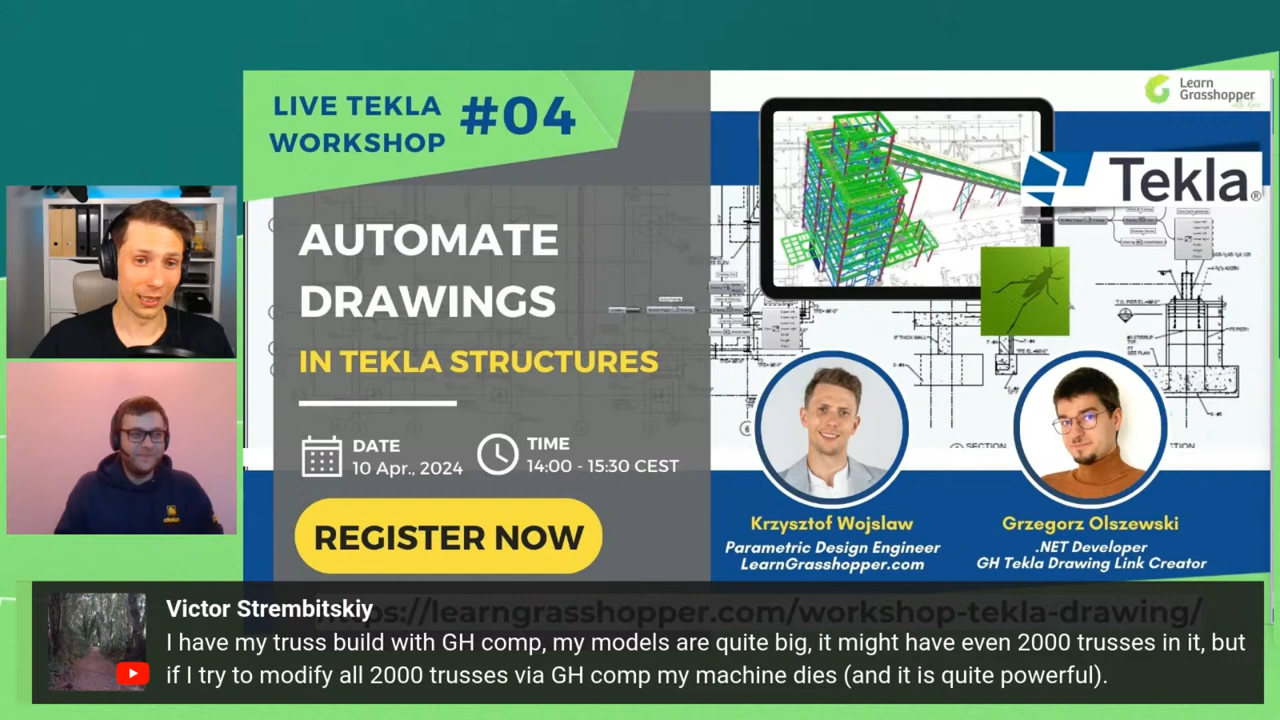 LIVE TEKLA
WORKSHOP
#04
Learn
Grasshopper
Tekla®
AUTOMATE
DRAWINGS
IN TEKLA STRUCTURES
DATE
10 Apr., 2024
TIME
14:00 - 15:30 CEST
REGISTER NOW
Krzysztof Wojslaw
Parametric Design Engineer
LearnGrasshopper.com
Grzegorz Olszewski
.NET Developer
GH Tekla Drawing Link Creator
https://learngrasshopper.com/workshop-tekla-drawing/
Victor Strembitskiy
I have my truss build with GH comp, my models are quite big, it might have even 2000 trusses in it, but
if I try to modify all 2000 trusses via GH comp my machine dies (and it is quite powerful).